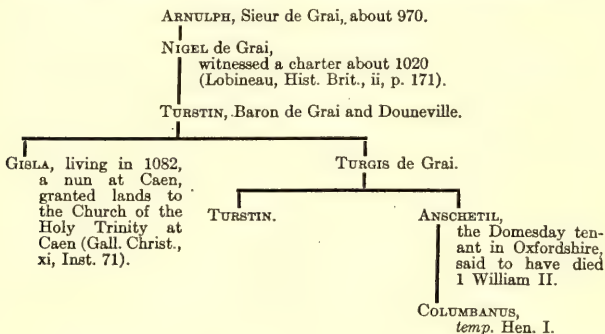 ARNULPH, Sieur de Grai, about 970.
NIGEL de Grai,
witnessed a charter about 1020
(Lobineau, Hist. Brit., ii, p. 171).
TURSTIN, Baron de Grai and Douneville.
GISLA, living in 1082,
a nun at Caen,
granted lands to
the Church of the
Holy Trinity at
Caen (Gall. Christ.,
xi, Inst. 71).
TURGIS de Grai.
TURSTIN.
ANSCHETIL,
the Domesday ten-
ant in Oxfordshire,
said to have died
1 William II.
COLUMBANUS,
temp. Hen. I.